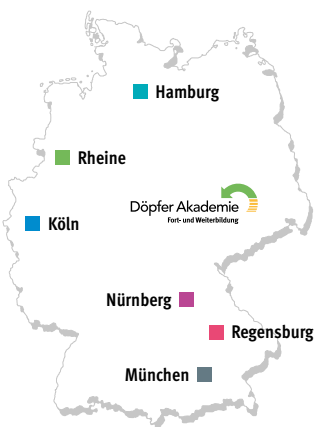 Hamburg
Rheine
Döpfer Akademie
Fort- und Weiterbildung
Köln
Nürnberg
Regensburg
München